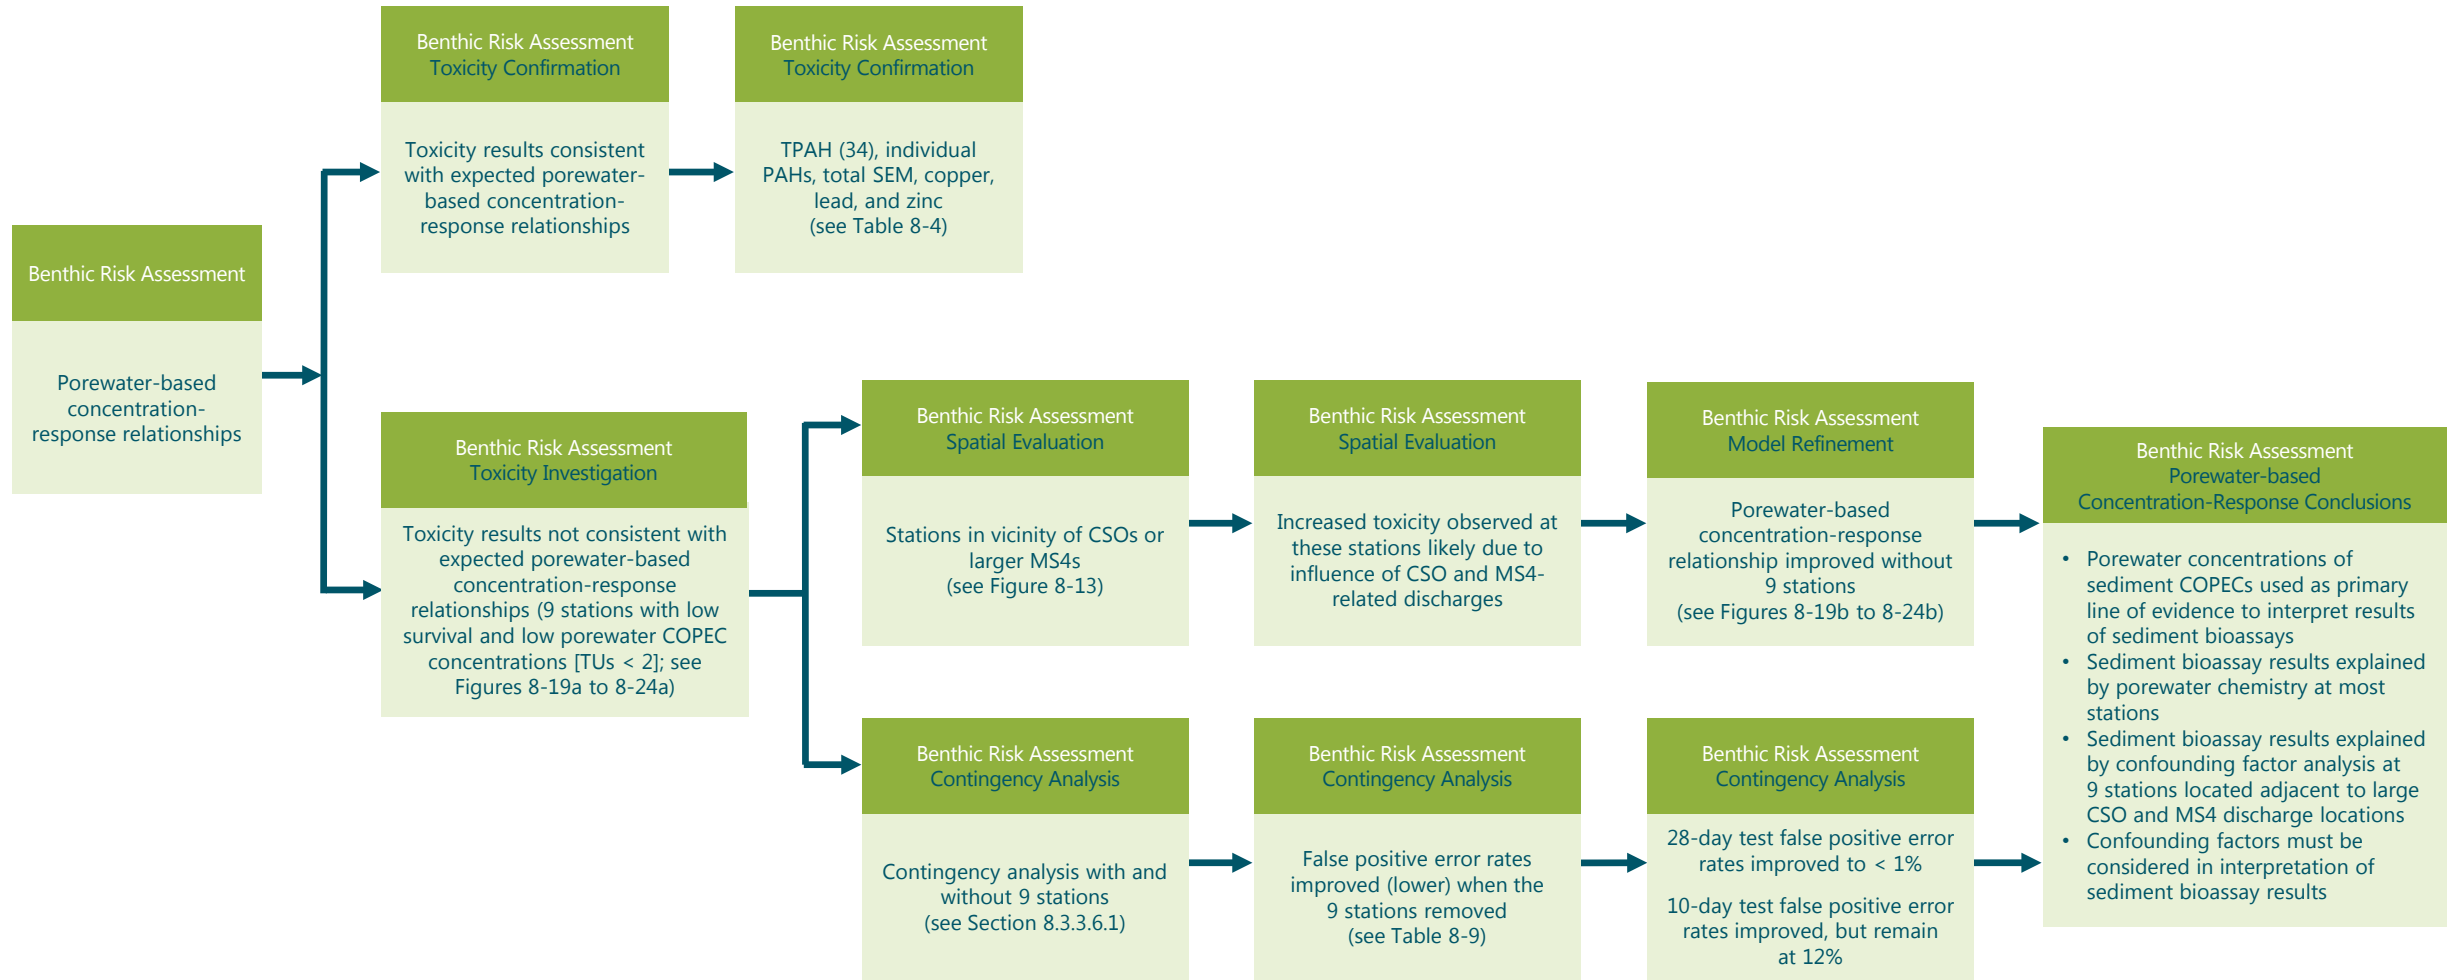 Benthic Risk Assessment
Porewater-based
concentration-
response relationships
Benthic Risk Assessment
Toxicity Confirmation
Toxicity results consistent
with expected porewater-
based concentration-
response relationships
Benthic Risk Assessment
Toxicity Confirmation
TPAH (34), individual
PAHs, total SEM, copper,
lead, and zinc
(see Table 8-4)
Benthic Risk Assessment
Toxicity Investigation
Toxicity results not consistent with
expected porewater-based
concentration-response
relationships (9 stations with low
survival and low porewater COPEC
concentrations [TUs < 2]; see
Figures 8-19a to 8-24a)
Benthic Risk Assessment
Spatial Evaluation
Stations in vicinity of CSOs or
larger MS4s
(see Figure 8-13)
Benthic Risk Assessment
Spatial Evaluation
Increased toxicity observed at
these stations likely due to
influence of CSO and MS4-
related discharges
Benthic Risk Assessment
Model Refinement
Porewater-based
concentration-response
relationship improved without
9 stations
(see Figures 8-19b to 8-24b)
Benthic Risk Assessment
Contingency Analysis
Contingency analysis with and
without 9 stations
(see Section 8.3.3.6.1)
Benthic Risk Assessment
Contingency Analysis
False positive error rates
improved (lower) when the
9 stations removed
(see Table 8-9)
Benthic Risk Assessment
Contingency Analysis
28-day test false positive error
rates improved to < 1%
10-day test false positive error
rates improved, but remain
at 12%
Benthic Risk Assessment
Porewater-based
Concentration-Response Conclusions
• Porewater concentrations of
sediment COPECs used as primary
line of evidence to interpret results
of sediment bioassays
• Sediment bioassay results explained
by porewater chemistry at most
stations
• Sediment bioassay results explained
by confounding factor analysis at
9 stations located adjacent to large
CSO and MS4 discharge locations
• Confounding factors must be
considered in interpretation of
sediment bioassay results